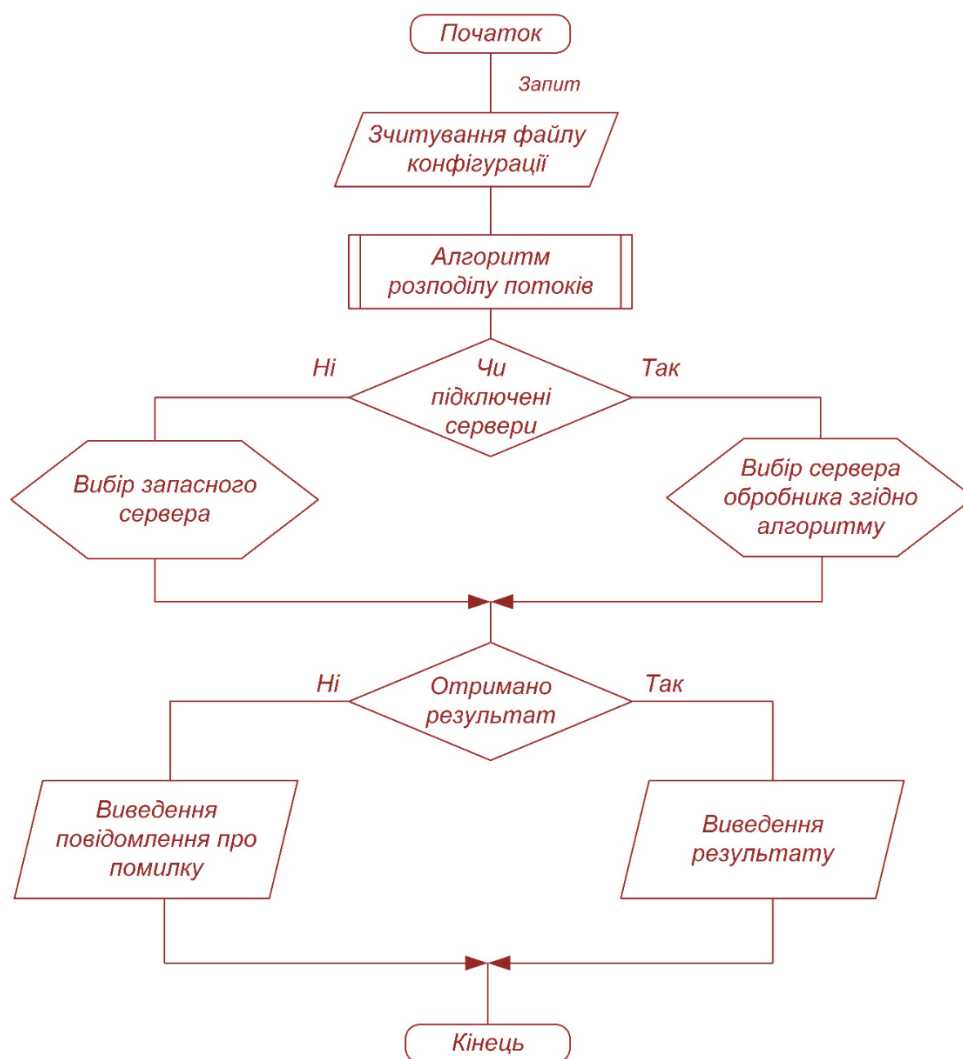 Початок
Запит
Зчитування файлу
конфігурації
Алгоритм
розподілу потоків
Ні
Чи
підключені
сервери
Так
Вибір запасного
сервера
Вибір сервера
обробника згідно
алгоритму
Ні
Отримано
результат
Так
Виведення
повідомлення про
помилку
Виведення
результату
Кінець